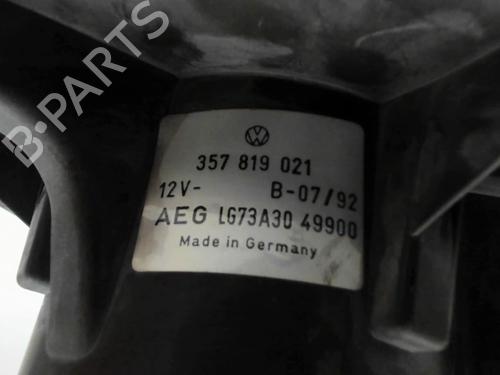 B-PARTS
357 819 021
12V- B-07/92
AEG LG73A30 49900
Made in Germany